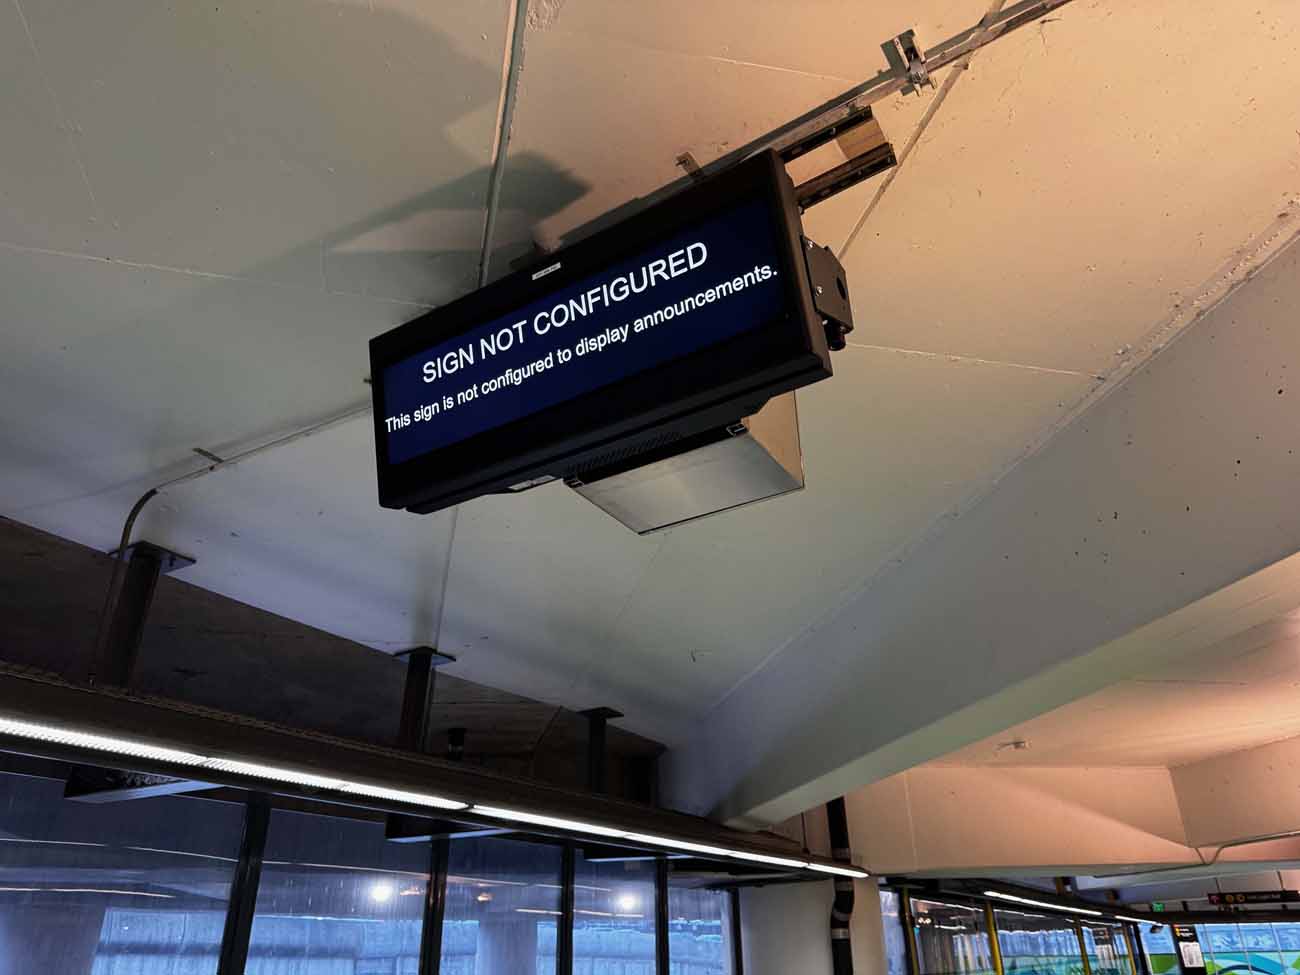 SIGN NOT CONFIGURED
This sign is not configured to display announcements.